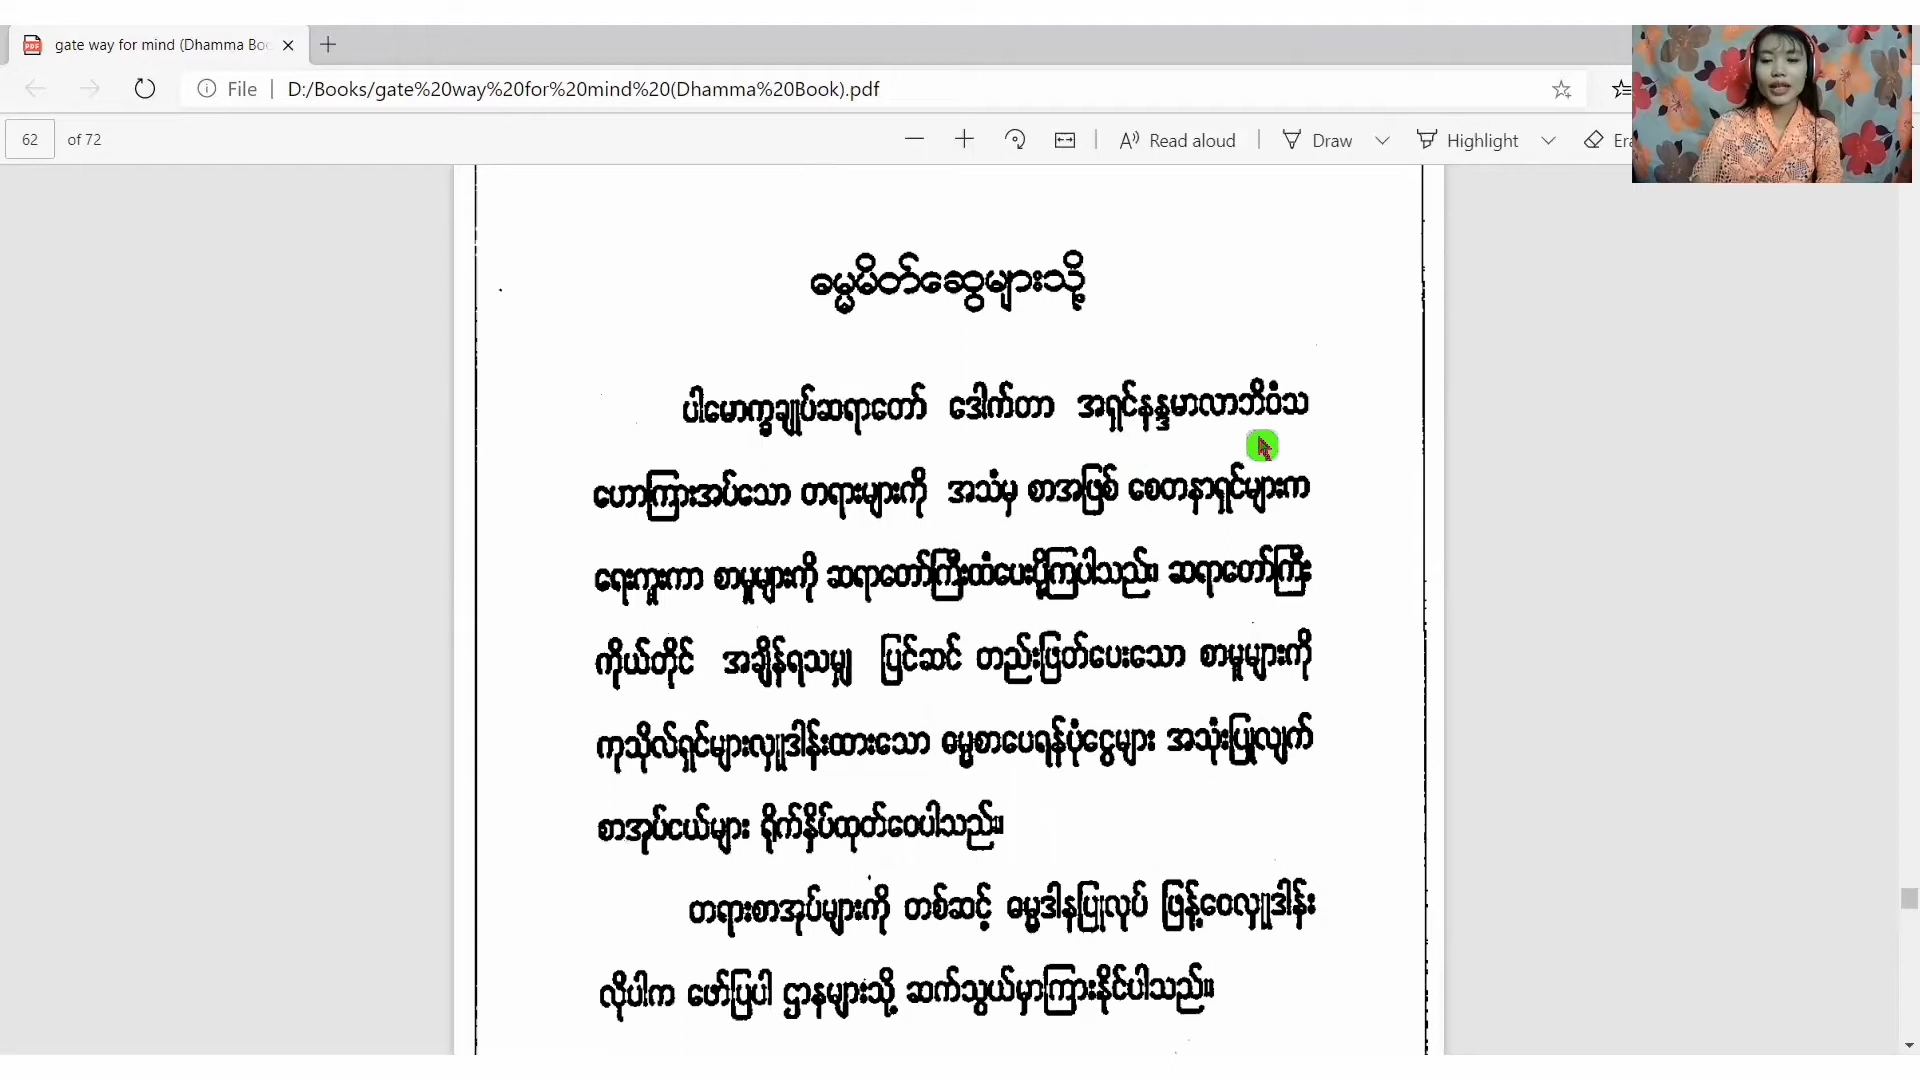 gate way for mind (Dhamma Boo
File
D:/Books/gate%20way%20for%20mind%20(Dhamma%20Book).pdf
62 of 72
Read aloud
Draw
Highlight
Era
ဓမ္မမိတ်ဆွေများသို့
ပါမောက္ခချုပ်ဆရာတော် ဒေါက်တာ အရှင်နန္ဒမာလာဘိဝံသ
ဟောကြားအပ်သော တရားများကို အသံမှ စာအဖြစ် စေတနာရှင်များက
ရေးကူးကာ စာမူများကို ဆရာတော်ကြီးထံပေးပို့ကြပါသည်။ ဆရာတော်ကြီး
ကိုယ်တိုင် အချိန်ရသမျှ ပြင်ဆင် တည်းဖြတ်ပေးသော စာမူများကို
ကုသိုလ်ရှင်များလှူဒါန်းထားသော ဓမ္မစာပေရန်ပုံငွေများ အသုံးပြုလျက်
စာအုပ်ငယ်များ ရိုက်နှိပ်ထုတ်ဝေပါသည်။
တရားစာအုပ်များကို တစ်ဆင့် ဓမ္မဒါနပြုလုပ် ဖြန့်ဝေလှူဒါန်း
လိုပါက ဖော်ပြပါ ဌာနများသို့ ဆက်သွယ်မှာကြားနိုင်ပါသည်။